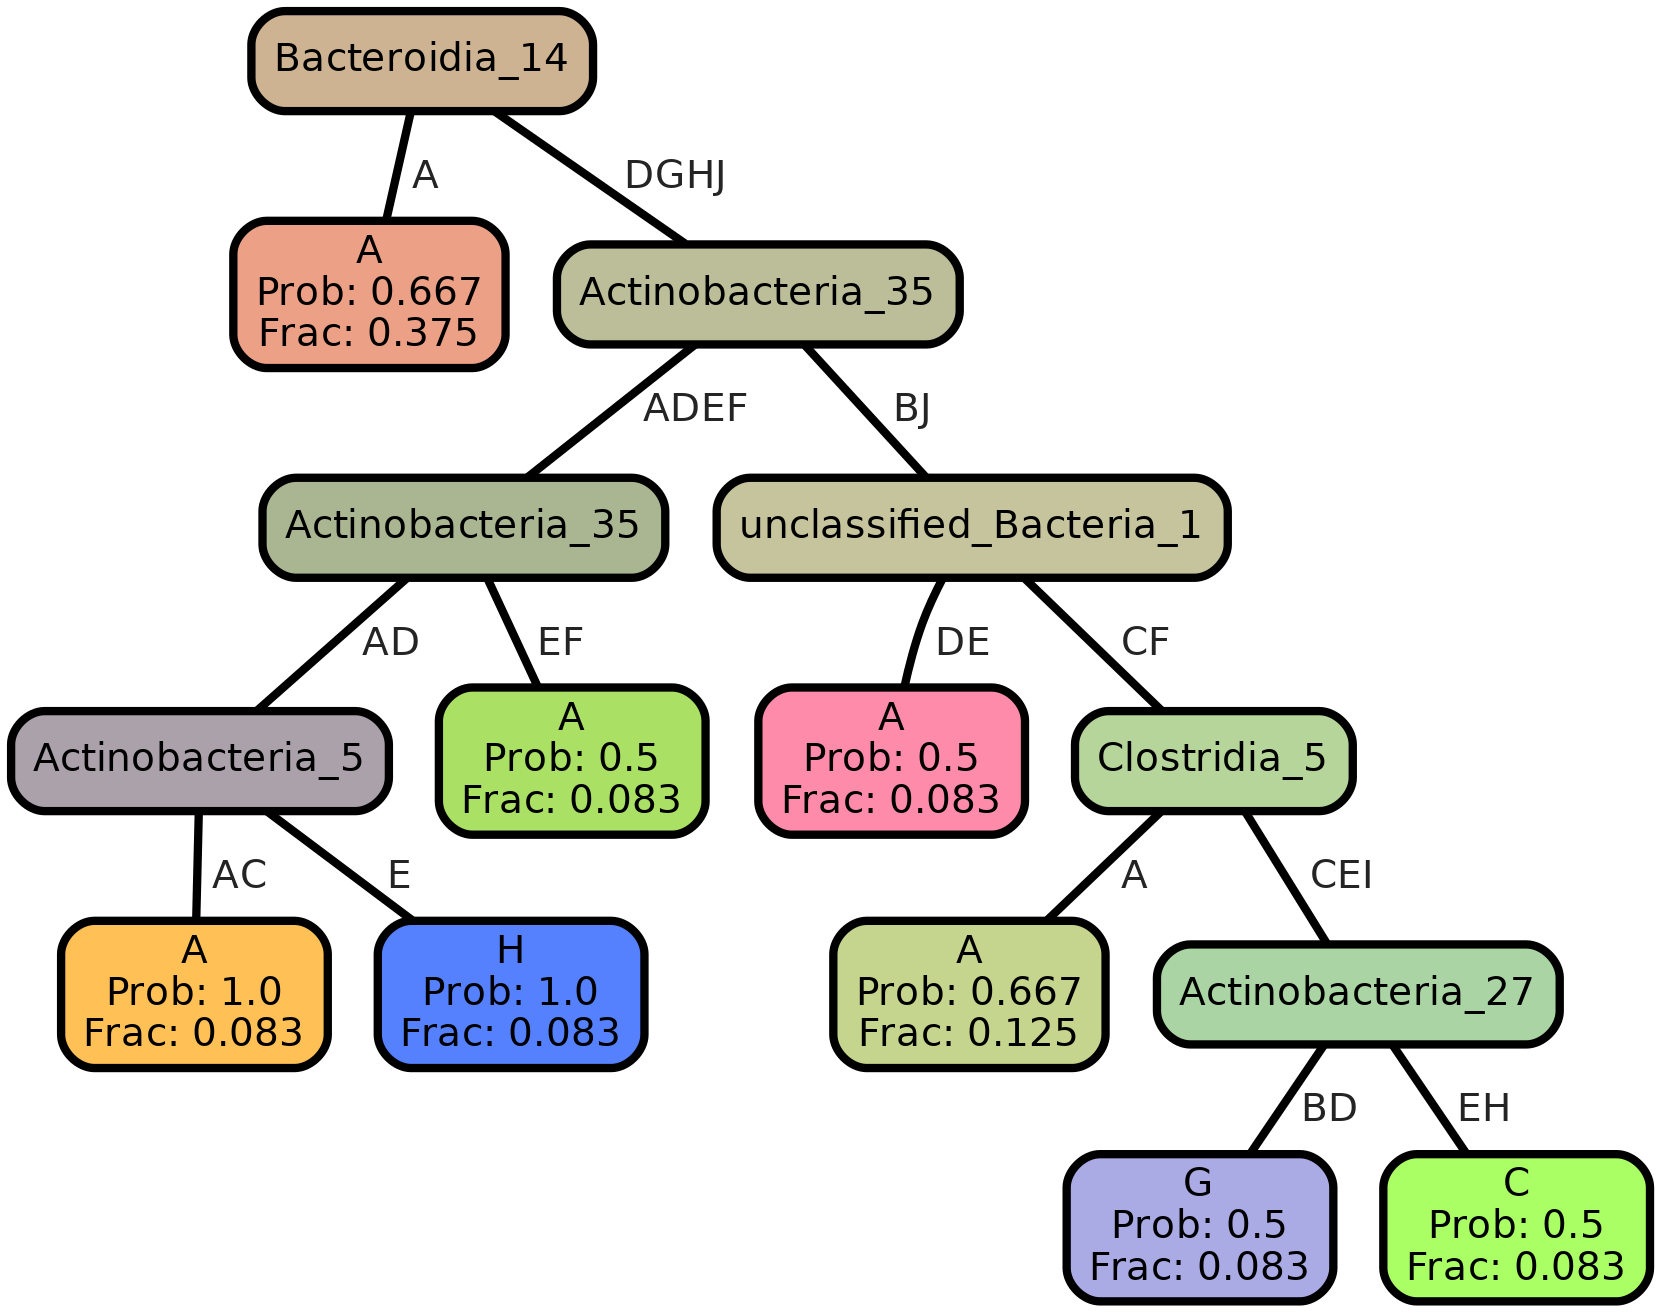 Bacteroidia_14
A
DGHJ
A
Prob: 0.667
Frac: 0.375
Actinobacteria_35
ADEF
BJ
Actinobacteria_35
unclassified_Bacteria_1
AD
EF
DE
CF
Actinobacteria_5
A
Prob: 0.5
Frac: 0.083
A
Prob: 0.5
Frac: 0.083
Clostridia_5
AC
E
A
CEI
A
Prob: 1.0
Frac: 0.083
H
Prob: 1.0
Frac: 0.083
A
Prob: 0.667
Frac: 0.125
Actinobacteria_27
BD
EH
G
Prob: 0.5
Frac: 0.083
C
Prob: 0.5
Frac: 0.083